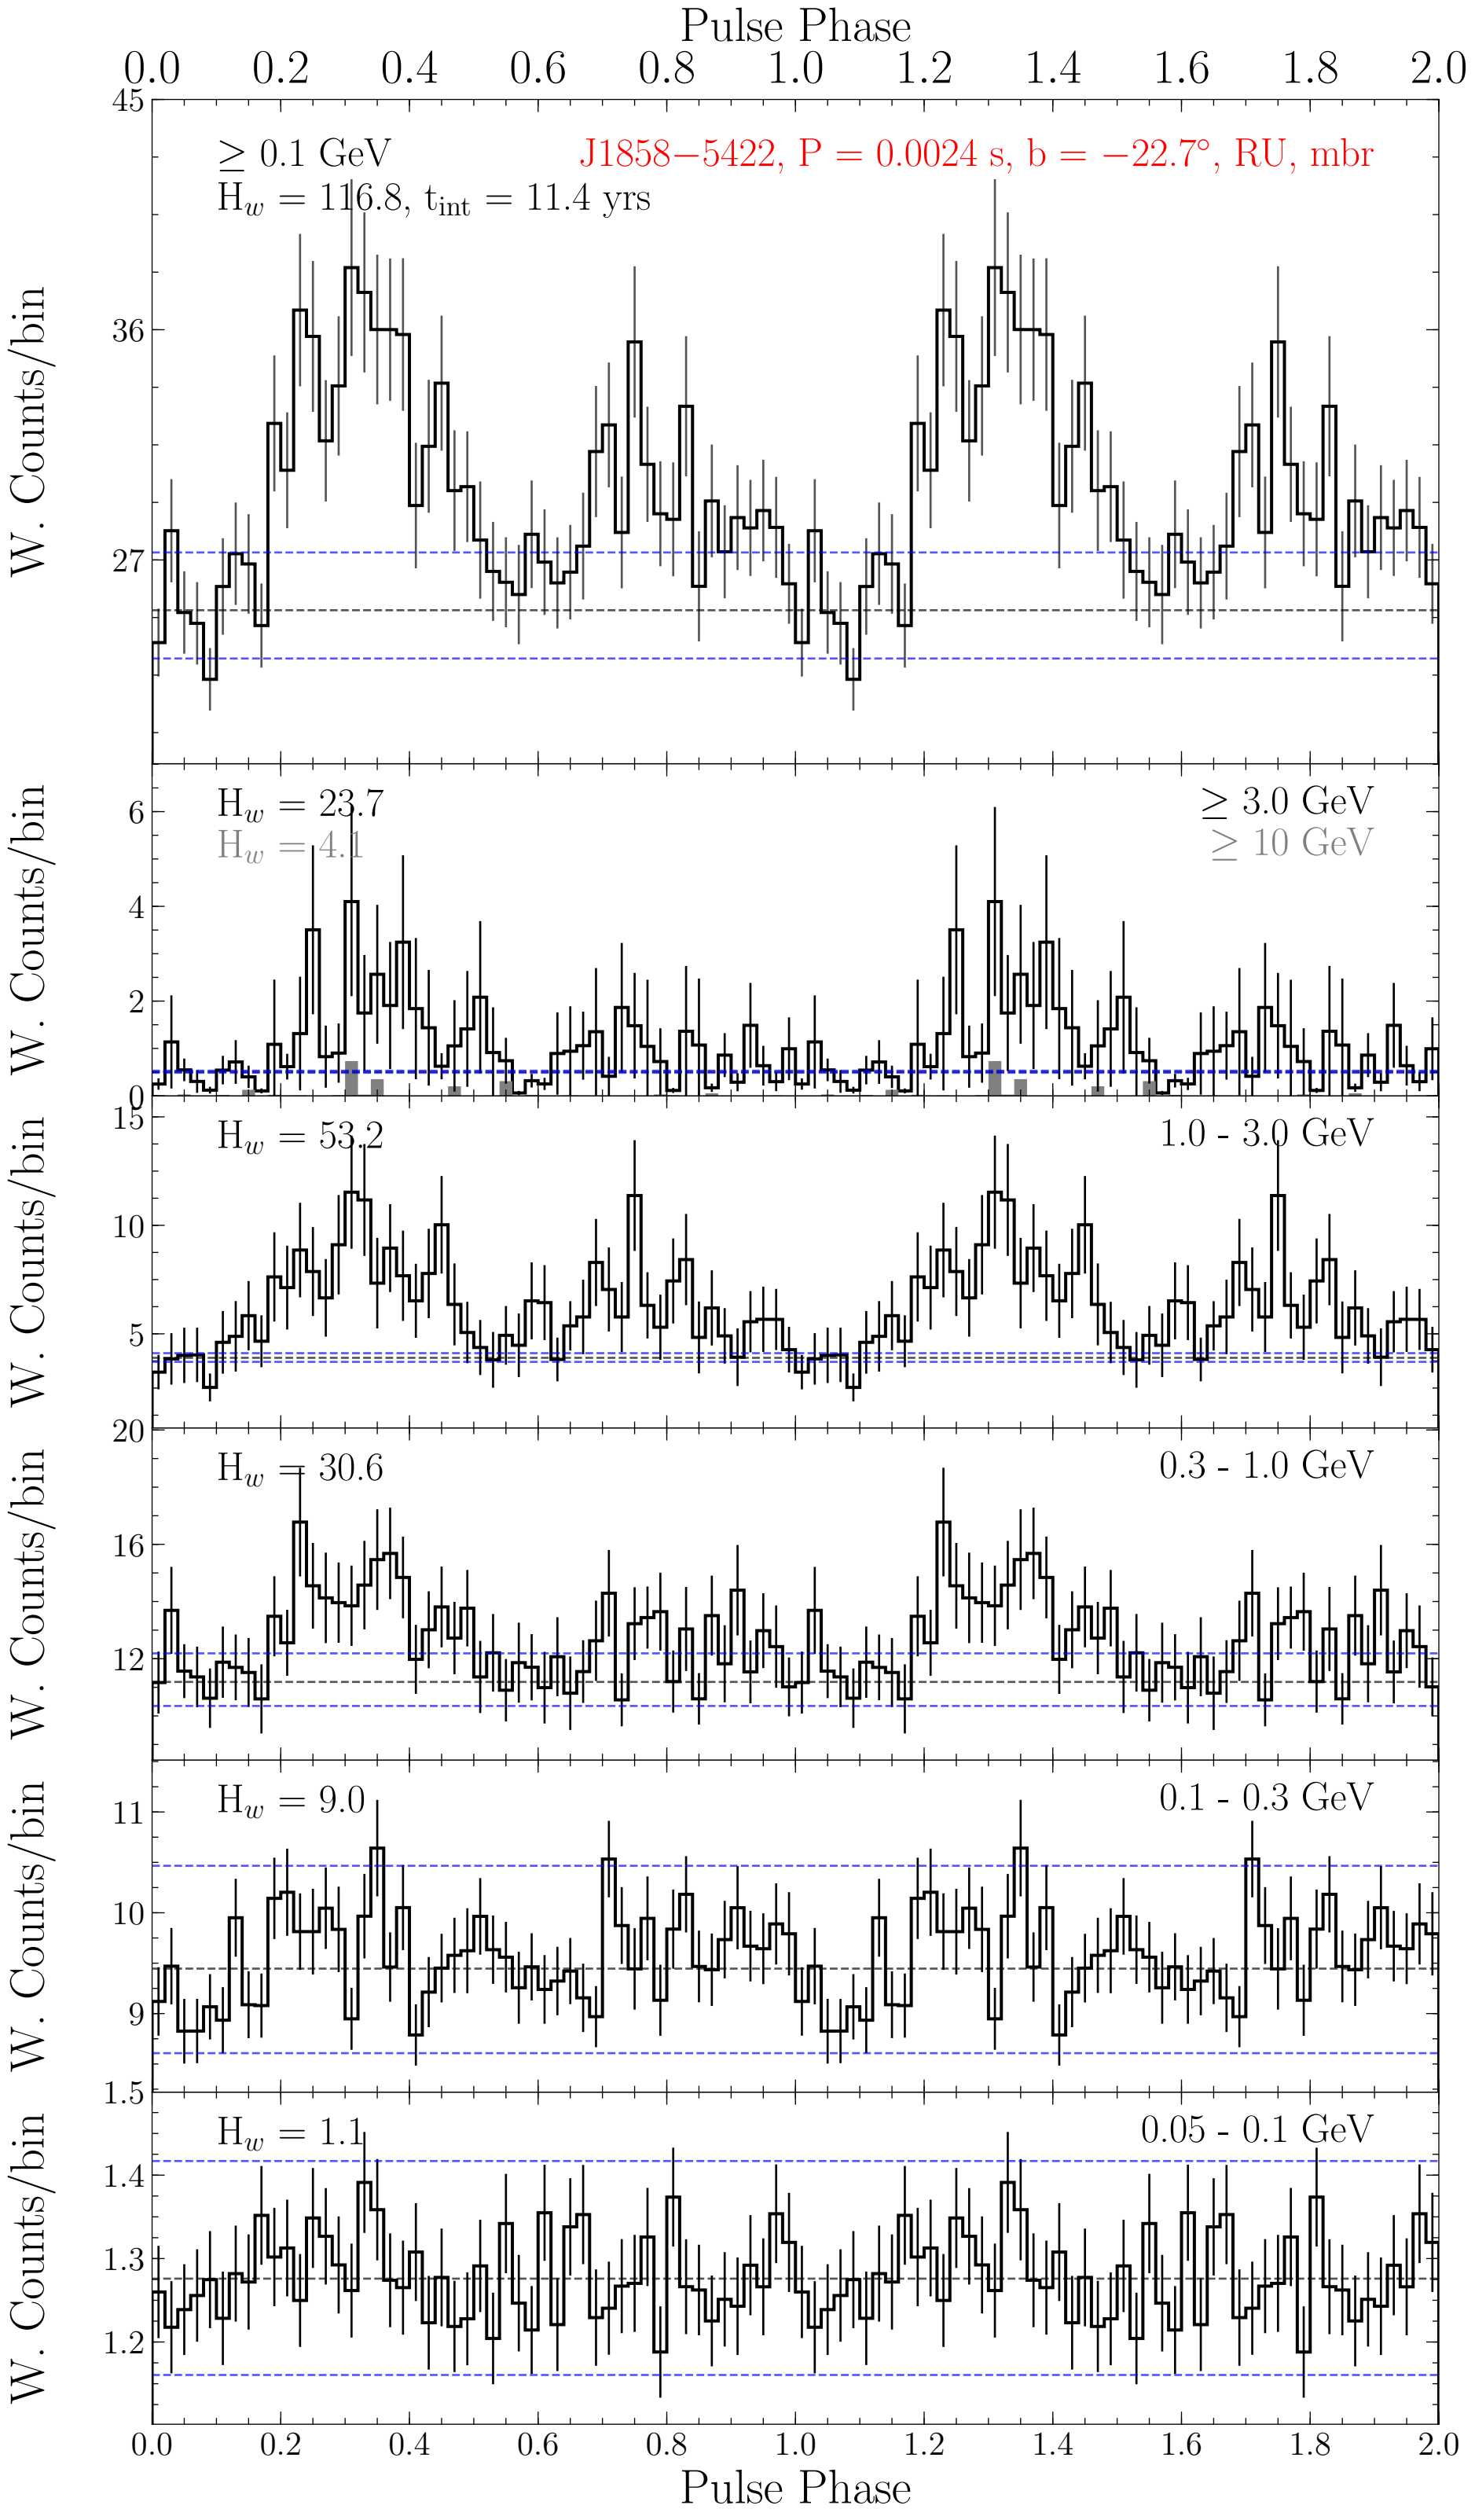 Pulse Phase
0.0 0.2 0.4 0.6 0.8 1.0 1.2 1.4 1.6 1.8 2.0
W. Counts/bin
45
36
27
≥ 0.1 GeV
J1858−5422, P = 0.0024 s, b = −22.7°, RU, mbr
H_w = 116.8, t_int = 11.4 yrs
W. Counts/bin
6
4
2
0
H_w = 23.7
≥ 3.0 GeV
H_w = 4.1
≥ 10 GeV
W. Counts/bin
15
10
5
H_w = 53.2
1.0 - 3.0 GeV
W. Counts/bin
20
16
12
H_w = 30.6
0.3 - 1.0 GeV
W. Counts/bin
11
10
9
H_w = 9.0
0.1 - 0.3 GeV
W. Counts/bin
1.5
1.4
1.3
1.2
H_w = 1.1
0.05 - 0.1 GeV
0.0 0.2 0.4 0.6 0.8 1.0 1.2 1.4 1.6 1.8 2.0
Pulse Phase